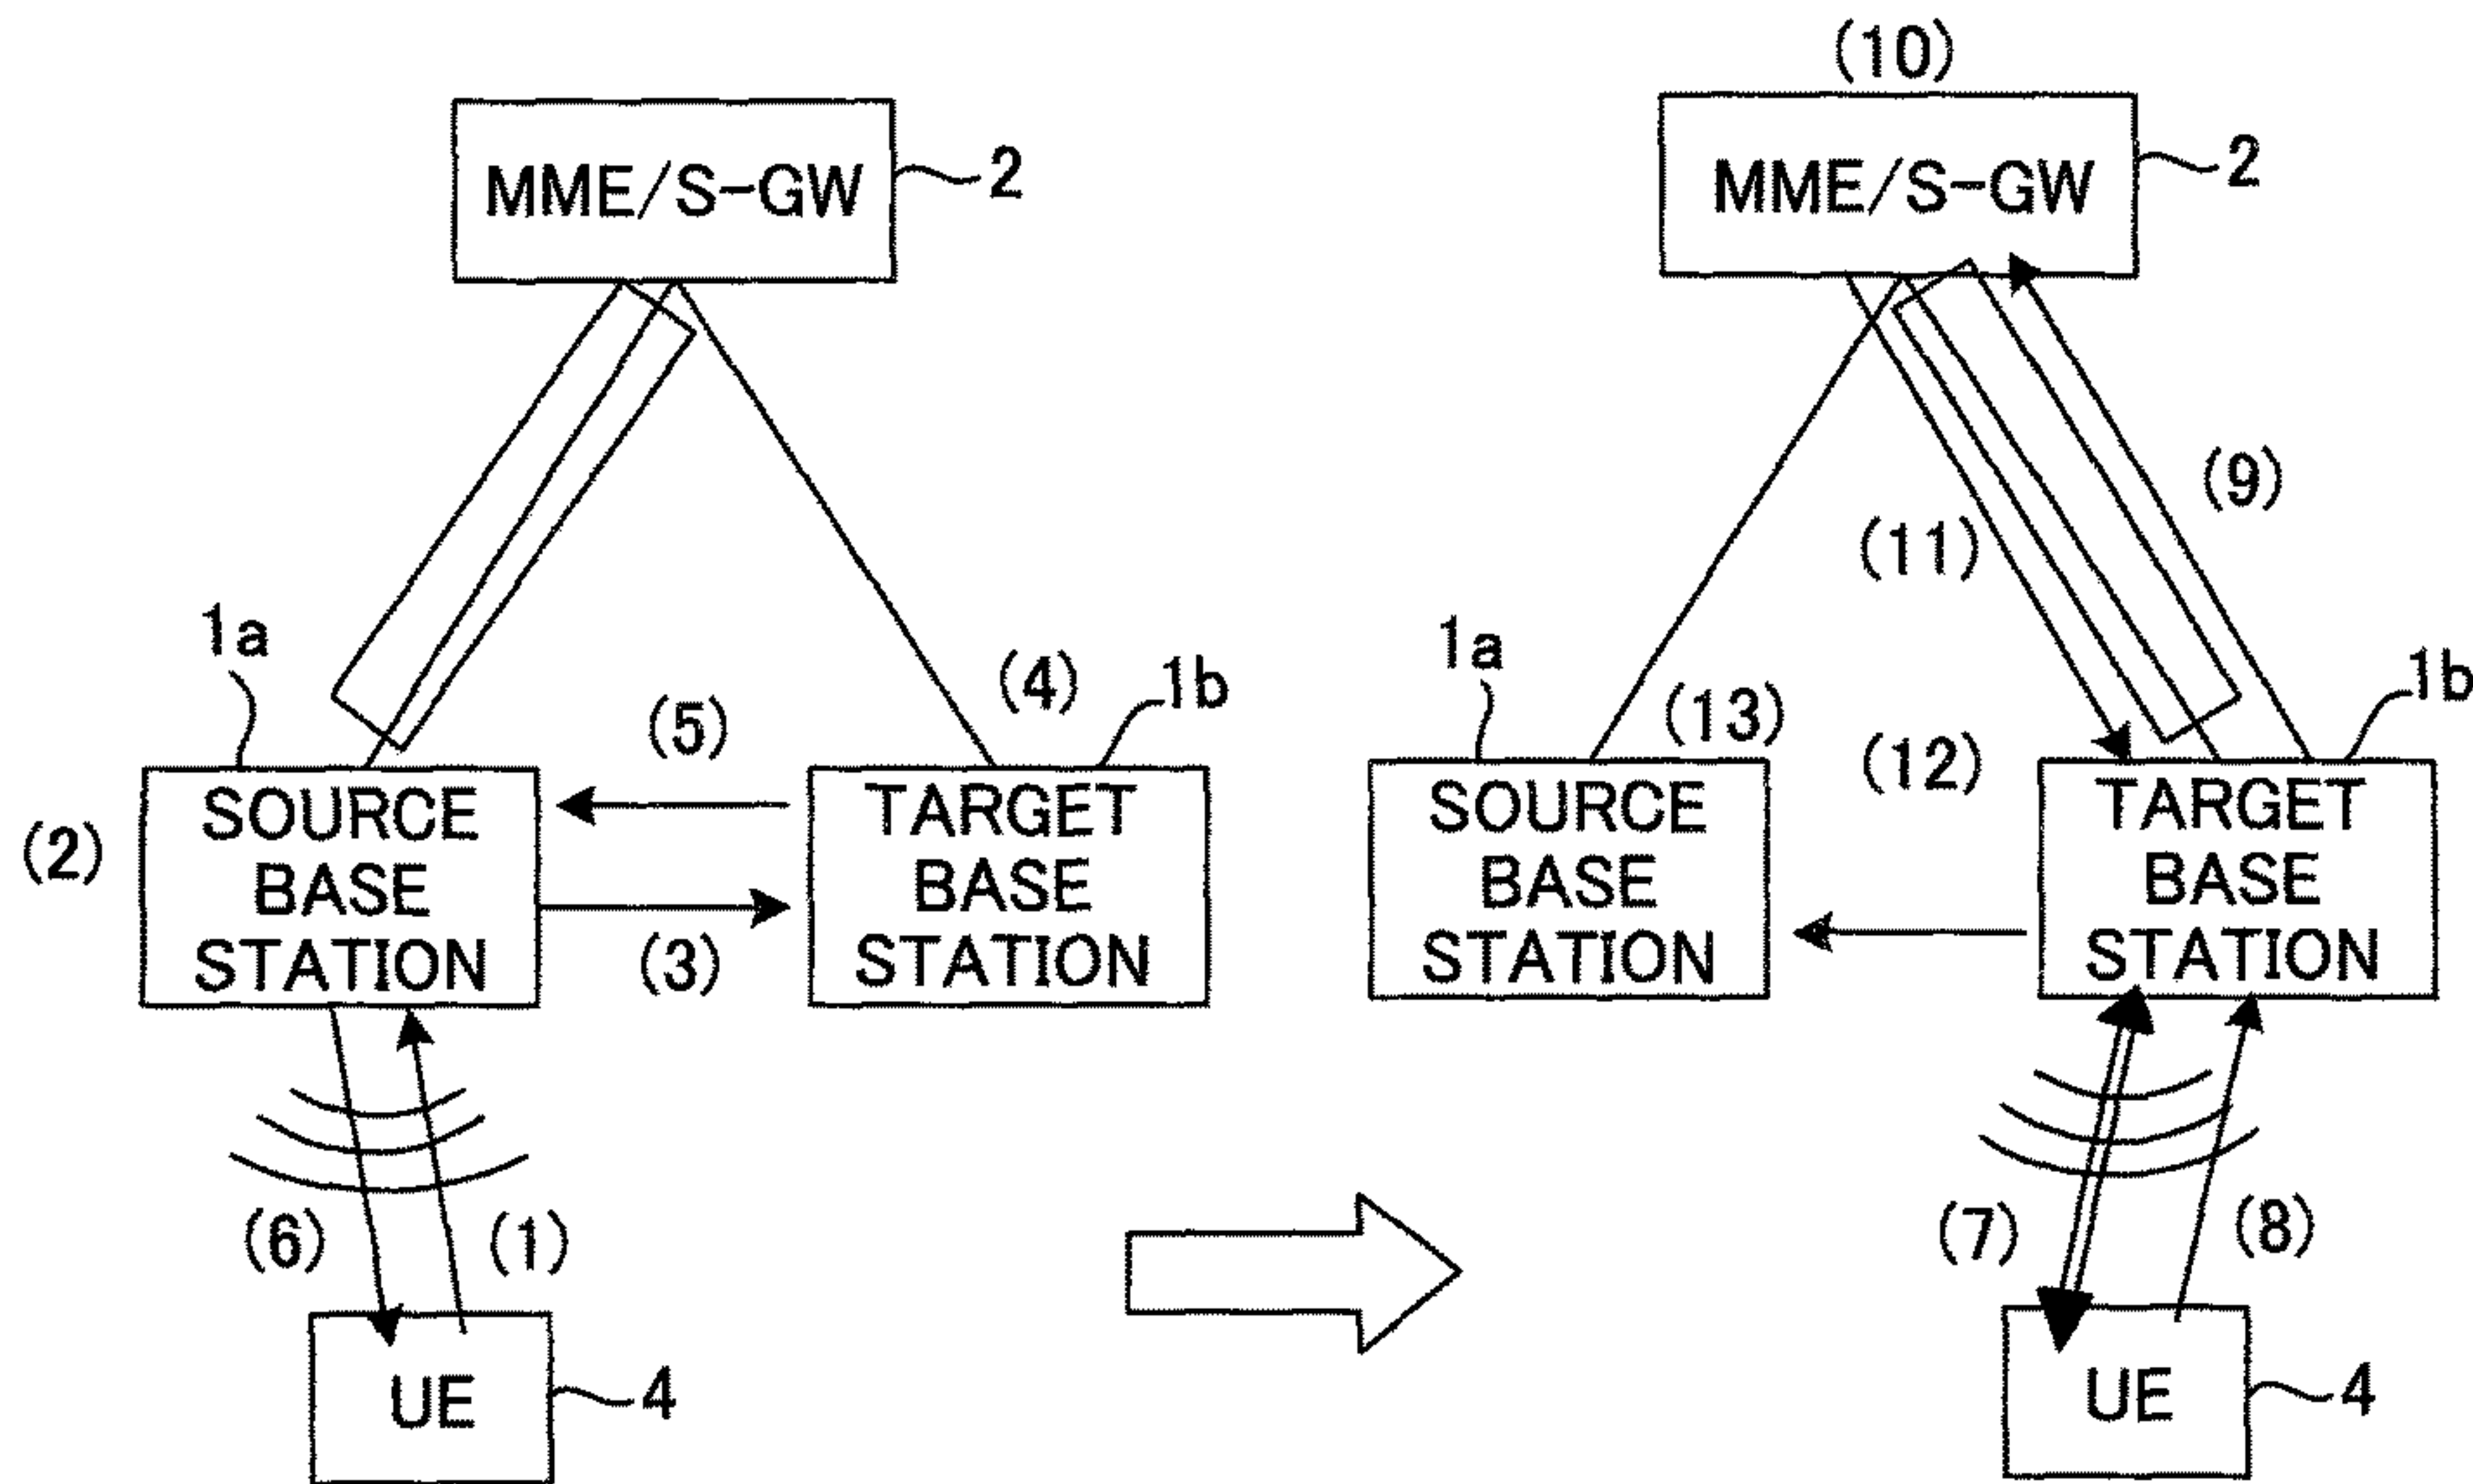 MME/S-GW
2
1a
(5)
(4)
1b
(2)
SOURCE
BASE
STATION
TARGET
BASE
STATION
(3)
(6)
(1)
UE
4
(10)
MME/S-GW
2
(9)
(11)
1a
(13)
(12)
1b
SOURCE
BASE
STATION
TARGET
BASE
STATION
(7)
(8)
UE
4